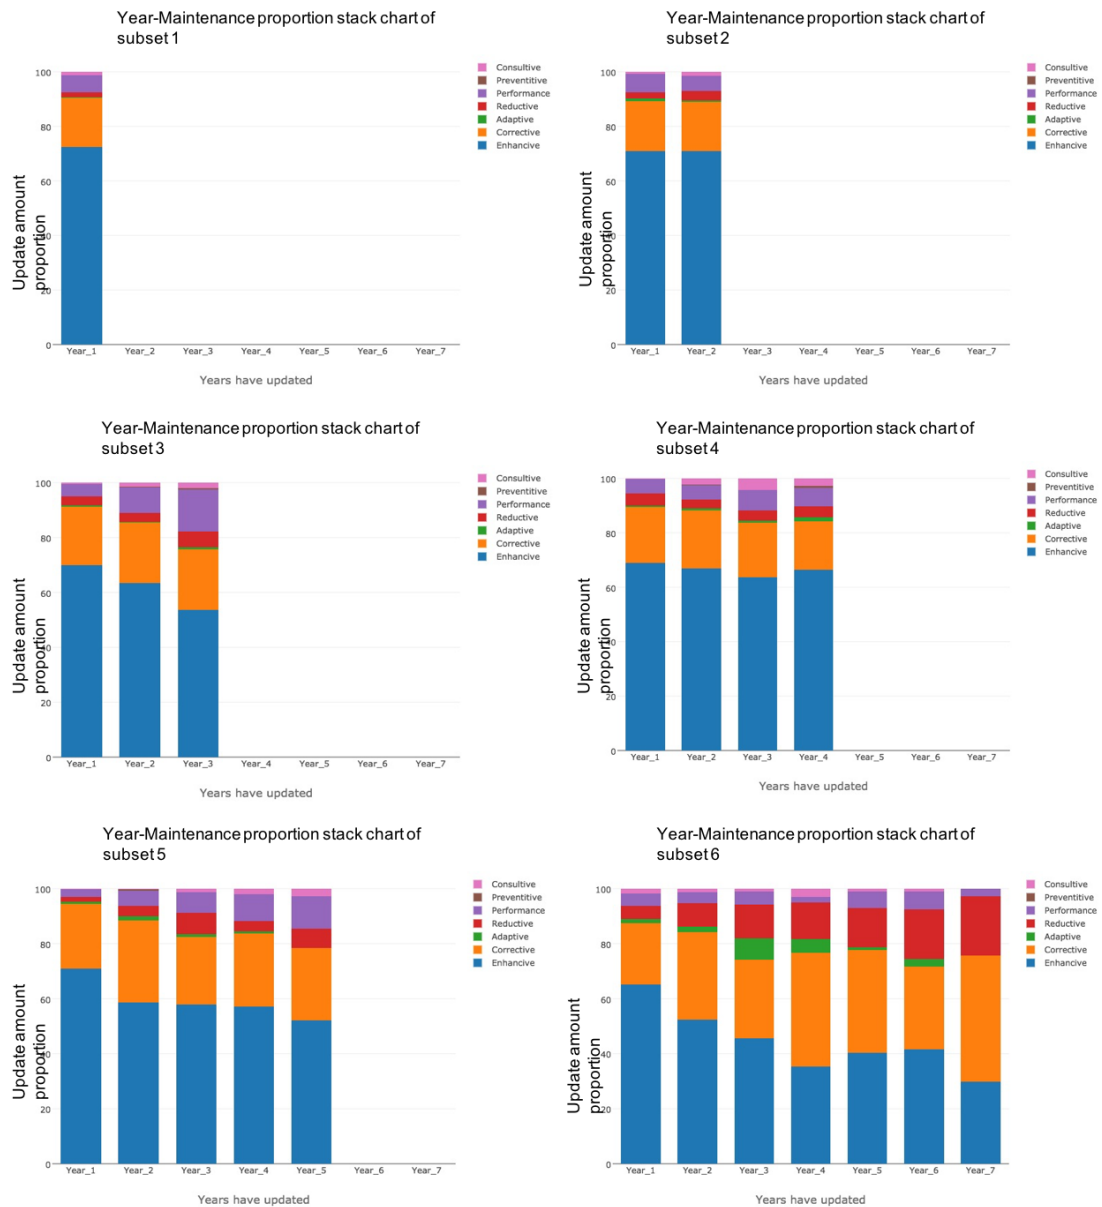 Year-Maintenance proportion stack chart of
subset 1
100
80
60
40
20
0
Update amount
proportion
Year_1 Year_2 Year_3 Year_4 Year_5 Year_6 Year_7
Years have updated
Consultive
Preventitive
Performance
Reductive
Adaptive
Corrective
Enhancive
Year-Maintenance proportion stack chart of
subset 2
100
80
60
40
20
0
Update amount
proportion
Year_1 Year_2 Year_3 Year_4 Year_5 Year_6 Year_7
Years have updated
Consultive
Preventitive
Performance
Reductive
Adaptive
Corrective
Enhancive
Year-Maintenance proportion stack chart of
subset 3
100
80
60
40
20
0
Update amount
proportion
Year_1 Year_2 Year_3 Year_4 Year_5 Year_6 Year_7
Years have updated
Consultive
Preventitive
Performance
Reductive
Adaptive
Corrective
Enhancive
Year-Maintenance proportion stack chart of
subset 4
100
80
60
40
20
0
Update amount
proportion
Year_1 Year_2 Year_3 Year_4 Year_5 Year_6 Year_7
Years have updated
Consultive
Preventitive
Performance
Reductive
Adaptive
Corrective
Enhancive
Year-Maintenance proportion stack chart of
subset 5
100
80
60
40
20
0
Update amount
proportion
Year_1 Year_2 Year_3 Year_4 Year_5 Year_6 Year_7
Years have updated
Consultive
Preventitive
Performance
Reductive
Adaptive
Corrective
Enhancive
Year-Maintenance proportion stack chart of
subset 6
100
80
60
40
20
0
Update amount
proportion
Year_1 Year_2 Year_3 Year_4 Year_5 Year_6 Year_7
Years have updated
Consultive
Preventitive
Performance
Reductive
Adaptive
Corrective
Enhancive